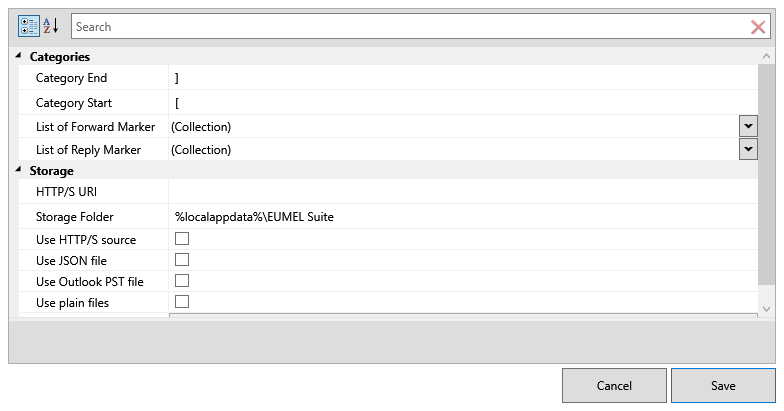 A Z Search
Categories
Category End ]
Category Start [
List of Forward Marker (Collection)
List of Reply Marker (Collection)
Storage
HTTP/S URI
Storage Folder %localappdata%\EUMEL Suite
Use HTTP/S source
Use JSON file
Use Outlook PST file
Use plain files
Cancel Save